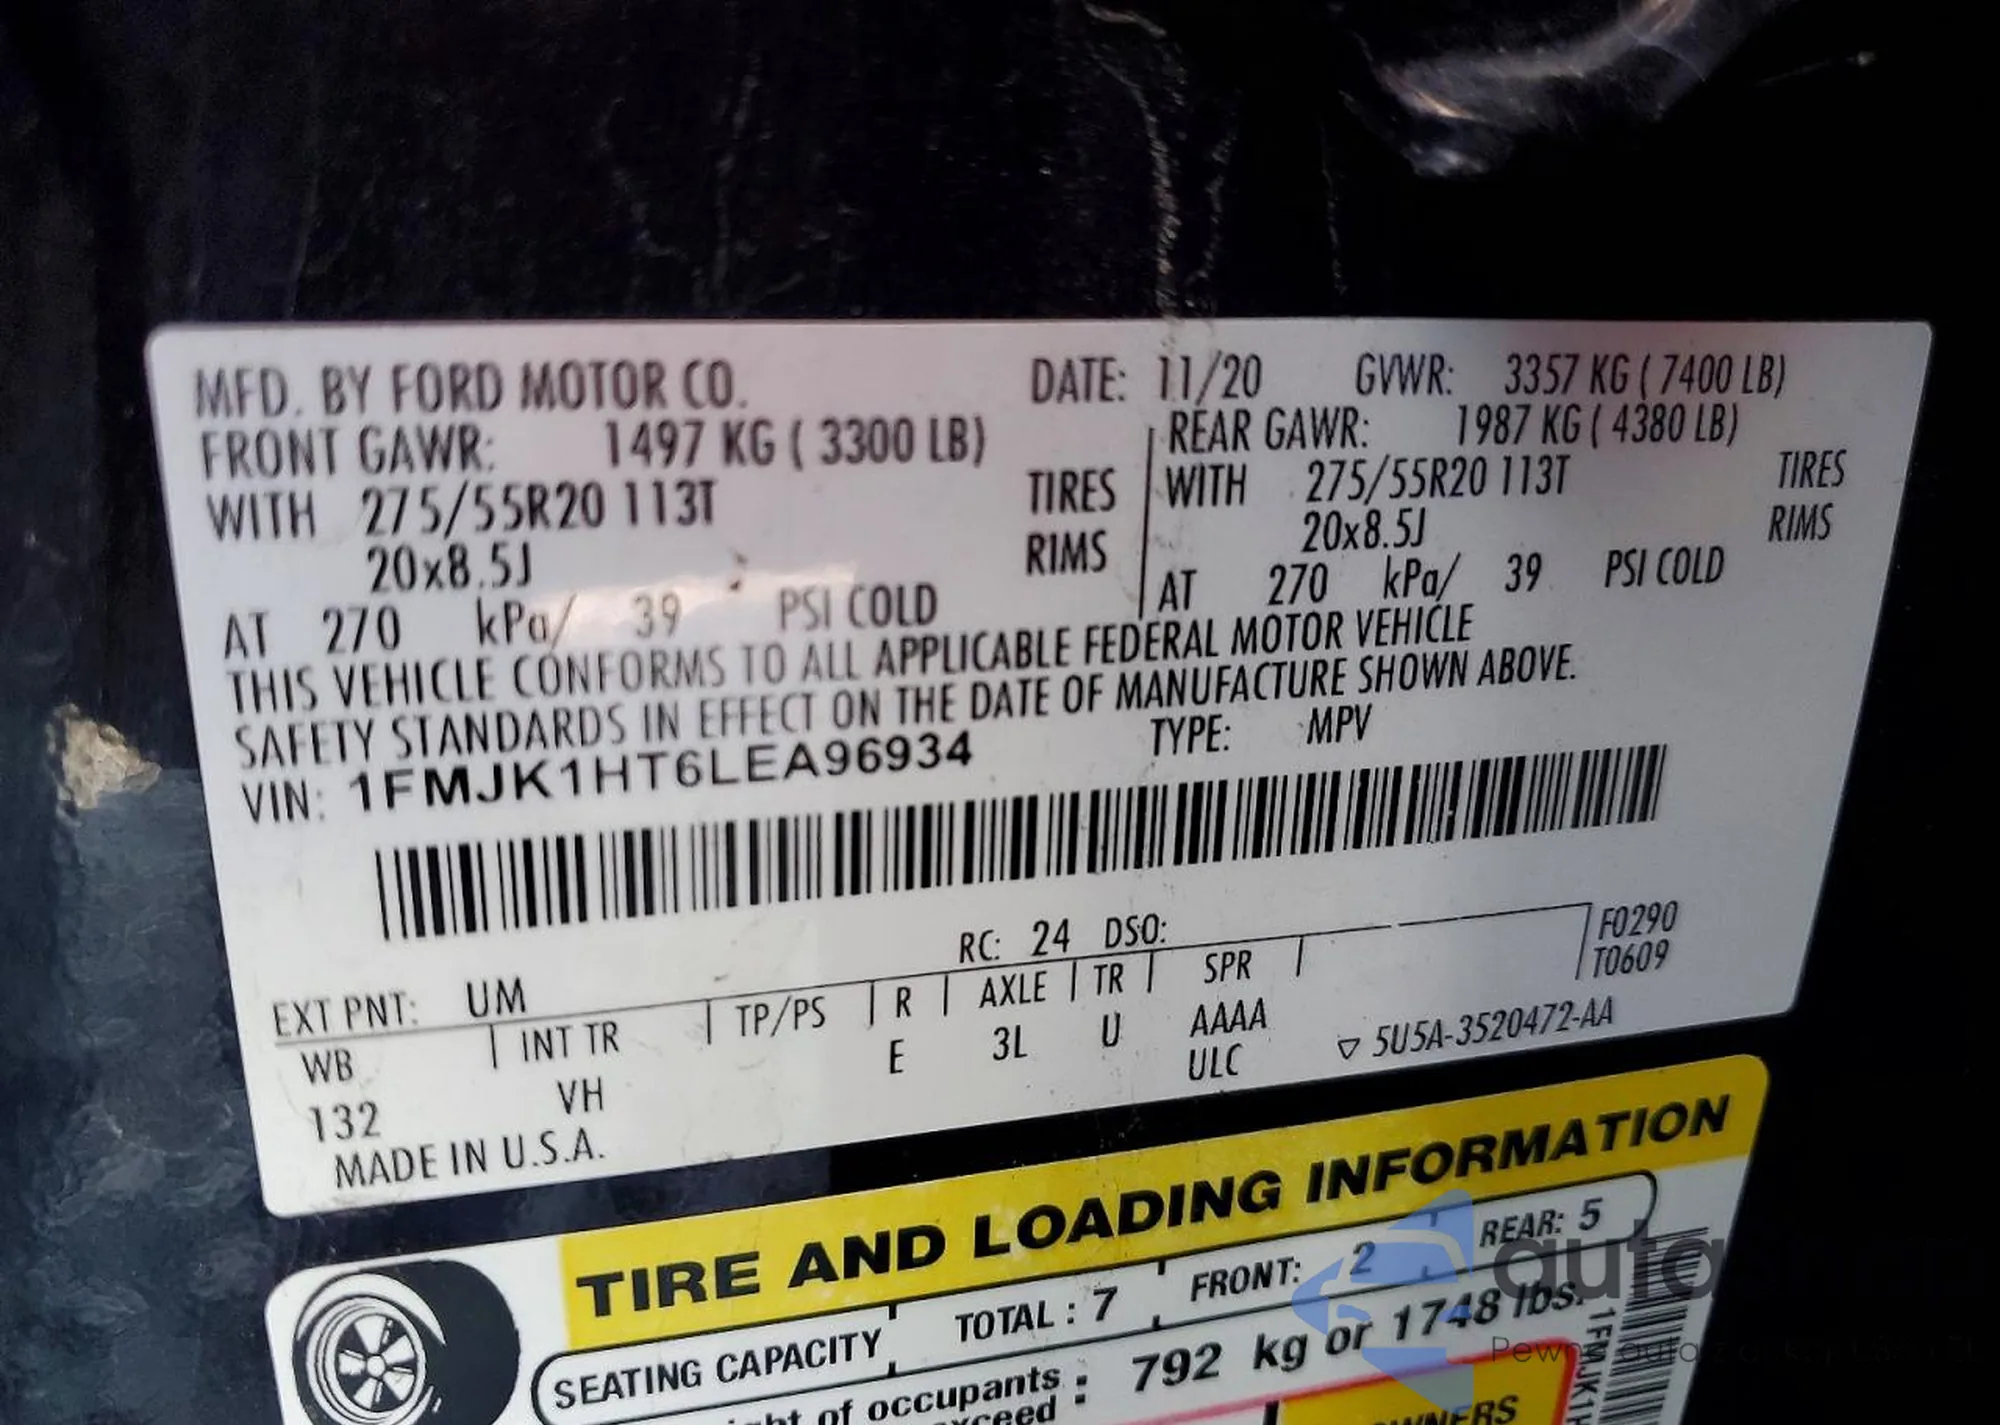 MFD. BY FORD MOTOR CO. DATE: 11/20 GVWR: 3357 KG ( 7400 LB)
FRONT GAWR: 1497 KG ( 3300 LB) REAR GAWR: 1987 KG ( 4380 LB)
WITH 275/55R20 113T TIRES WITH 275/55R20 113T TIRES
20x8.5J RIMS 20x8.5J RIMS
AT 270 kPa/ 39 PSI COLD AT 270 kPa/ 39 PSI COLD
THIS VEHICLE CONFORMS TO ALL APPLICABLE FEDERAL MOTOR VEHICLE
SAFETY STANDARDS IN EFFECT ON THE DATE OF MANUFACTURE SHOWN ABOVE.
VIN: 1FMJK1HT6LEA96934 TYPE: MPV
EXT PNT: UM RC: 24 DSO: F0290
T0609
WB INT TR TP/PS R AXLE TR SPR
132 VH E 3L U AAAA
ULC ▽ 5U5A-3520472-AA
MADE IN U.S.A.
TIRE AND LOADING INFORMATION
SEATING CAPACITY TOTAL : 7 FRONT: 2 REAR: 5
of occupants : 792 kg or 1748 lbs.
1FMJK1H
auto
Pewne auta z